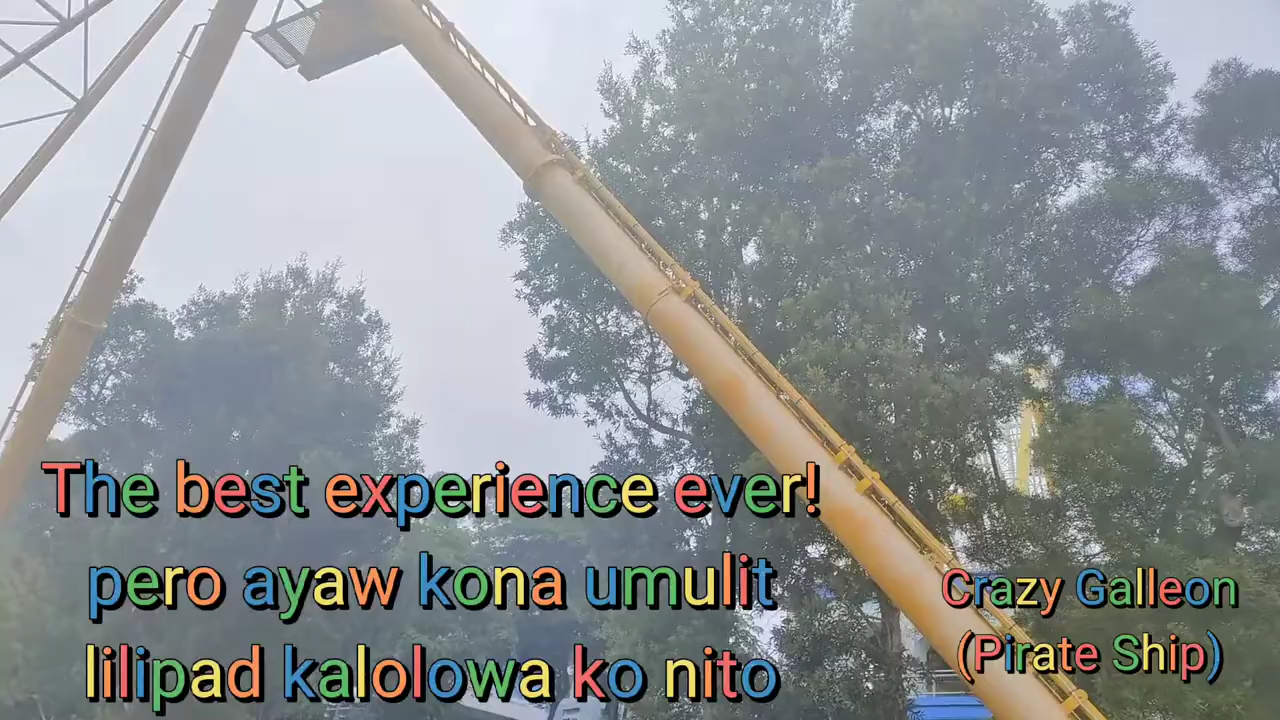 The best experience ever!
pero ayaw kona umulit
lilipad kalolowa ko nito
Crazy Galleon
(Pirate Ship)